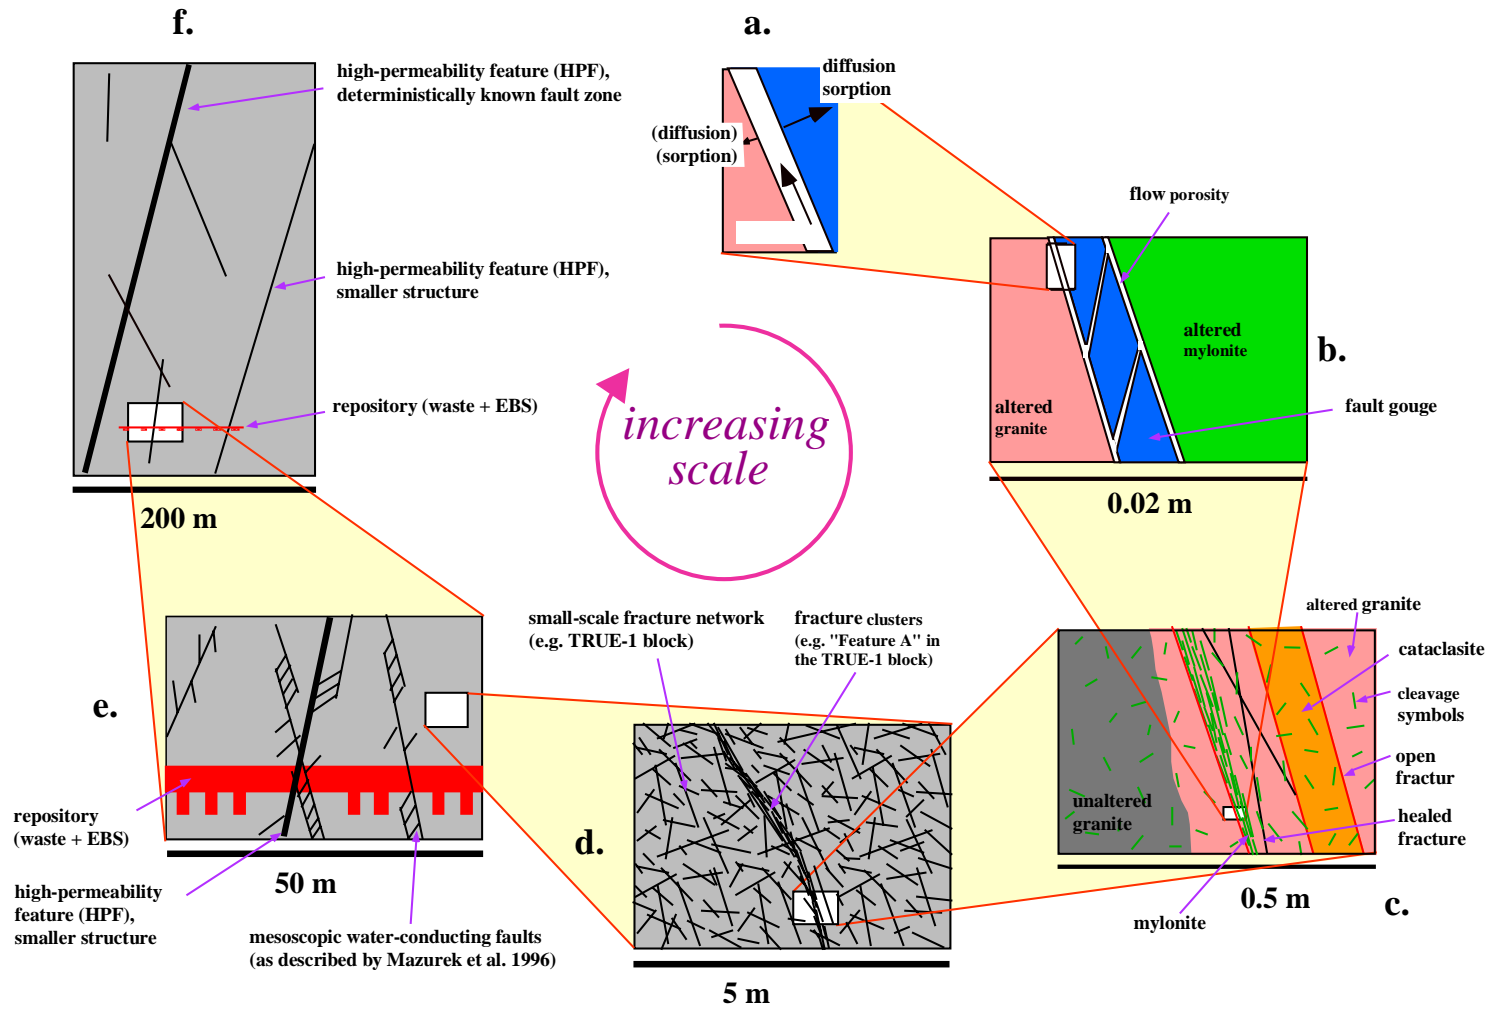 f.
high-permeability feature (HPF),
deterministically known fault zone
high-permeability feature (HPF),
smaller structure
repository (waste + EBS)
200 m
a.
diffusion
sorption
(diffusion)
(sorption)
flow porosity
altered
mylonite
b.
altered
granite
fault gouge
0.02 m
increasing
scale
e.
repository
(waste + EBS)
high-permeability
feature (HPF),
smaller structure
50 m
mesoscopic water-conducting faults
(as described by Mazurek et al. 1996)
small-scale fracture network
(e.g. TRUE-1 block)
fracture clusters
(e.g. "Feature A" in
the TRUE-1 block)
d.
5 m
altered granite
cataclasite
cleavage
symbols
open
fractur
healed
fracture
unaltered
granite
mylonite
0.5 m
c.